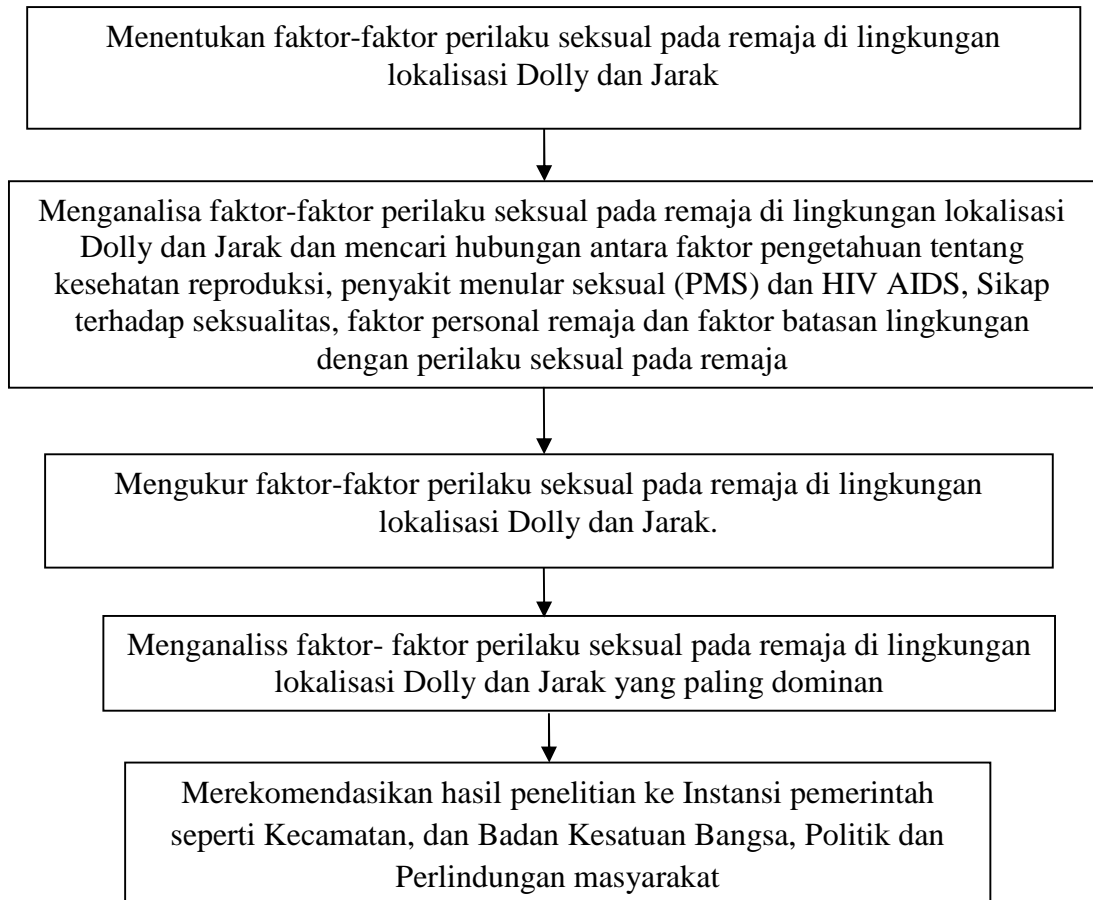 Menentukan faktor-faktor perilaku seksual pada remaja di lingkungan
lokalisasi Dolly dan Jarak
Menganalisa faktor-faktor perilaku seksual pada remaja di lingkungan lokalisasi
Dolly dan Jarak dan mencari hubungan antara faktor pengetahuan tentang
kesehatan reproduksi, penyakit menular seksual (PMS) dan HIV AIDS, Sikap
terhadap seksualitas, faktor personal remaja dan faktor batasan lingkungan
dengan perilaku seksual pada remaja
Mengukur faktor-faktor perilaku seksual pada remaja di lingkungan
lokalisasi Dolly dan Jarak.
Menganaliss faktor- faktor perilaku seksual pada remaja di lingkungan
lokalisasi Dolly dan Jarak yang paling dominan
Merekomendasikan hasil penelitian ke Instansi pemerintah
seperti Kecamatan, dan Badan Kesatuan Bangsa, Politik dan
Perlindungan masyarakat